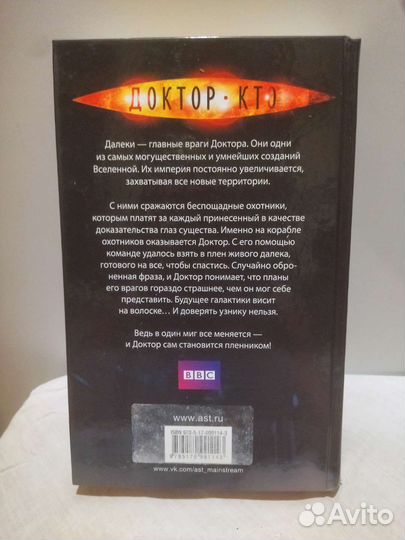 ДОКТОР • КТО
Далеки — главные враги Доктора. Они одни
из самых могущественных и умнейших созданий
Вселенной. Их империя постоянно увеличивается,
захватывая все новые территории.
С ними сражаются беспощадные охотники,
которым платят за каждый принесенный в качестве
доказательства глаз существа. Именно на корабле
охотников оказывается Доктор. С его помощью
команде удалось взять в плен живого далека,
готового на все, чтобы спастись. Случайно обро-
ненная фраза, и Доктор понимает, что планы
его врагов гораздо страшнее, чем он мог себе
представить. Будущее галактики висит
на волоске... И доверять узнику нельзя.
Ведь в один миг все меняется —
и Доктор сам становится пленником!
BBC
www.ast.ru
www.vk.com/ast_mainstream
Avito